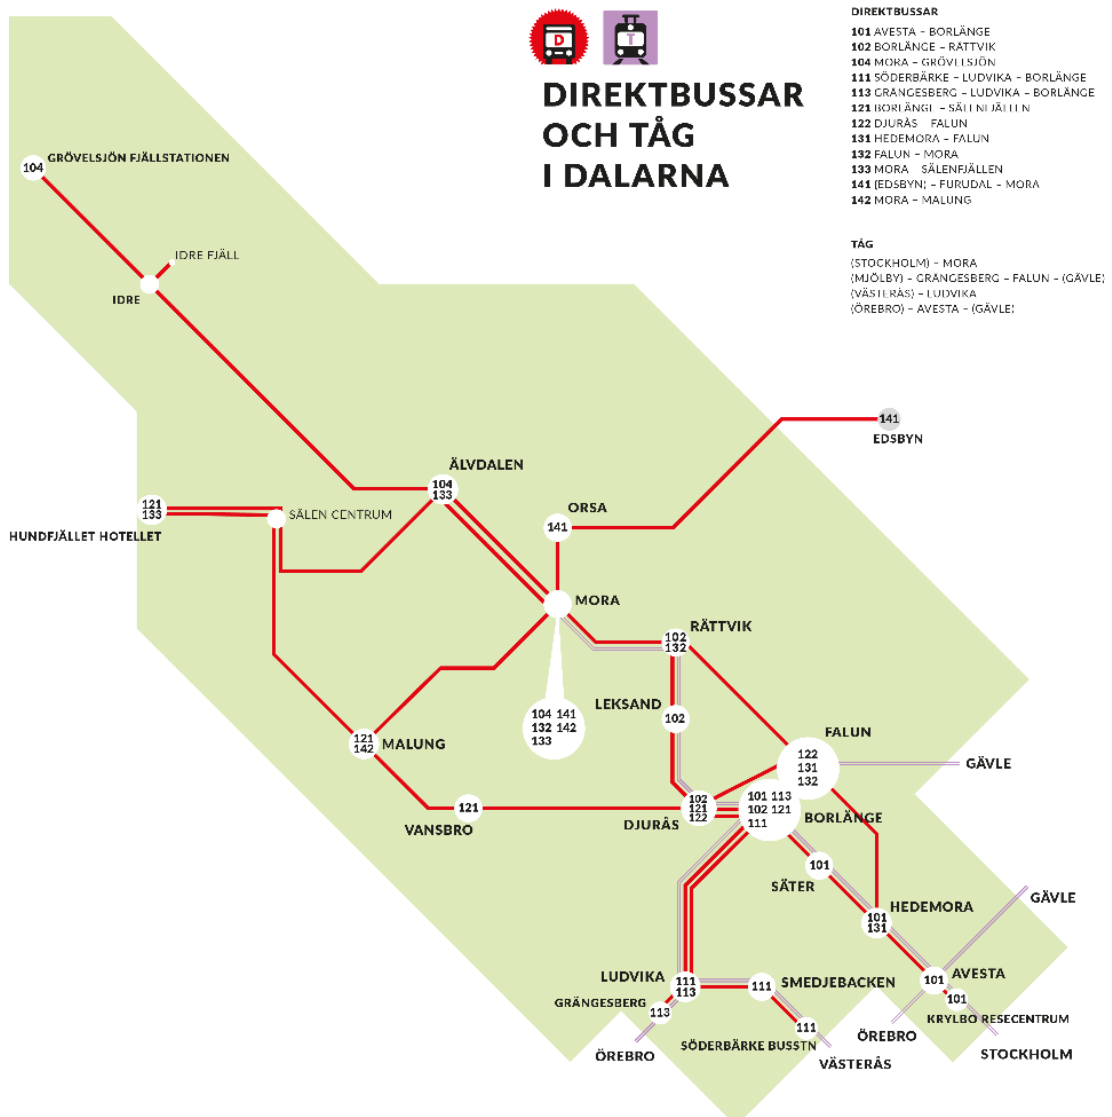 D
T
DIREKTBUSSAR
OCH TÅG
I DALARNA
DIREKTBUSSAR
101 AVESTA – BORLÄNGE
102 BORLÄNGE – RÄTTVIK
104 MORA – GRÖVELSJÖN
111 SÖDERBÄRKE – LUDVIKA – BORLÄNGE
113 GRÄNGESBERG – LUDVIKA – BORLÄNGE
121 BORLÄNGE – SÄLENFJÄLLEN
122 DJURÅS FALUN
131 HEDEMORA – FALUN
132 FALUN – MORA
133 MORA SÄLENFJÄLLEN
141 (EDSBYN) – FURUDAL – MORA
142 MORA – MALUNG
TÅG
(STOCKHOLM) – MORA
(MJÖLBY) – GRÄNGESBERG – FALUN – (GÄVLE)
(VÄSTERÅS) – LUDVIKA
(ÖREBRO) – AVESTA – (GÄVLE)
104
GRÖVELSJÖN FJÄLLSTATIONEN
IDRE FJÄLL
IDRE
141
EDSBYN
ÄLVDALEN
104
133
121
133
HUNDFJÄLLET HOTELLET
SÄLEN CENTRUM
ORSA
141
MORA
104 141
132 142
133
RÄTTVIK
102
132
LEKSAND
102
121
142
MALUNG
121
VANSBRO
FALUN
122
131
132
GÄVLE
102
121
122
DJURÅS
101 113
102 121
111
BORLÄNGE
101
SÄTER
HEDEMORA
101
131
GÄVLE
LUDVIKA
111
113
111
SMEDJEBACKEN
101
AVESTA
GRÄNGESBERG
113
101
KRYLBO RESECENTRUM
111
SÖDERBÄRKE BUSSTN
ÖREBRO
VÄSTERÅS
ÖREBRO
STOCKHOLM